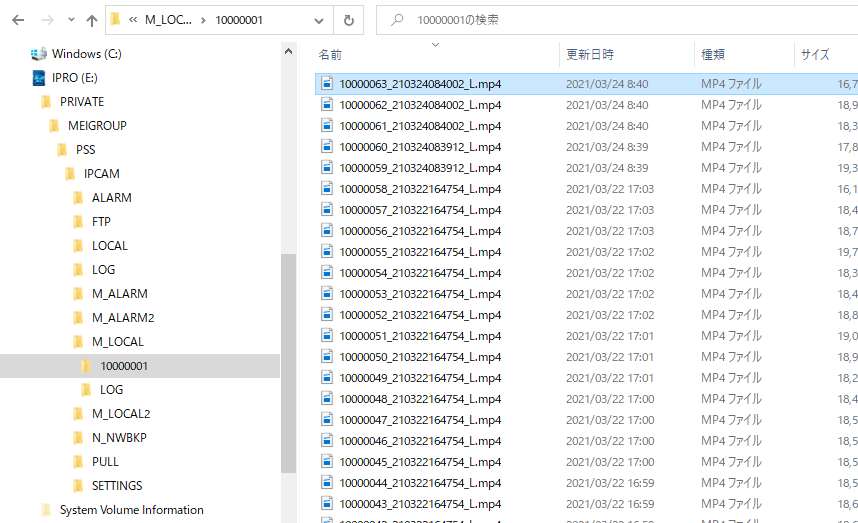 M_LOC... 10000001
10000001の検索
Windows (C:)
IPRO (E:)
PRIVATE
MEIGROUP
PSS
IPCAM
ALARM
FTP
LOCAL
LOG
M_ALARM
M_ALARM2
M_LOCAL
10000001
LOG
M_LOCAL2
N_NWBKP
PULL
SETTINGS
System Volume Information
名前 更新日時 種類 サイズ
10000063_210324084002_L.mp4 2021/03/24 8:40 MP4 ファイル 16,7
10000062_210324084002_L.mp4 2021/03/24 8:40 MP4 ファイル 18,9
10000061_210324084002_L.mp4 2021/03/24 8:40 MP4 ファイル 18,3
10000060_210324083912_L.mp4 2021/03/24 8:39 MP4 ファイル 17,8
10000059_210324083912_L.mp4 2021/03/24 8:39 MP4 ファイル 19,3
10000058_210322164754_L.mp4 2021/03/22 17:03 MP4 ファイル 16,1
10000057_210322164754_L.mp4 2021/03/22 17:03 MP4 ファイル 18,4
10000056_210322164754_L.mp4 2021/03/22 17:03 MP4 ファイル 18,7
10000055_210322164754_L.mp4 2021/03/22 17:02 MP4 ファイル 19,7
10000054_210322164754_L.mp4 2021/03/22 17:02 MP4 ファイル 18,3
10000053_210322164754_L.mp4 2021/03/22 17:02 MP4 ファイル 18,4
10000052_210322164754_L.mp4 2021/03/22 17:02 MP4 ファイル 18,8
10000051_210322164754_L.mp4 2021/03/22 17:01 MP4 ファイル 19,0
10000050_210322164754_L.mp4 2021/03/22 17:01 MP4 ファイル 18,9
10000049_210322164754_L.mp4 2021/03/22 17:01 MP4 ファイル 18,2
10000048_210322164754_L.mp4 2021/03/22 17:00 MP4 ファイル 18,4
10000047_210322164754_L.mp4 2021/03/22 17:00 MP4 ファイル 18,5
10000046_210322164754_L.mp4 2021/03/22 17:00 MP4 ファイル 18,5
10000045_210322164754_L.mp4 2021/03/22 17:00 MP4 ファイル 18,5
10000044_210322164754_L.mp4 2021/03/22 16:59 MP4 ファイル 18,5
10000043_210322164754_L.mp4 2021/03/22 16:59 MP4 ファイル 18,6